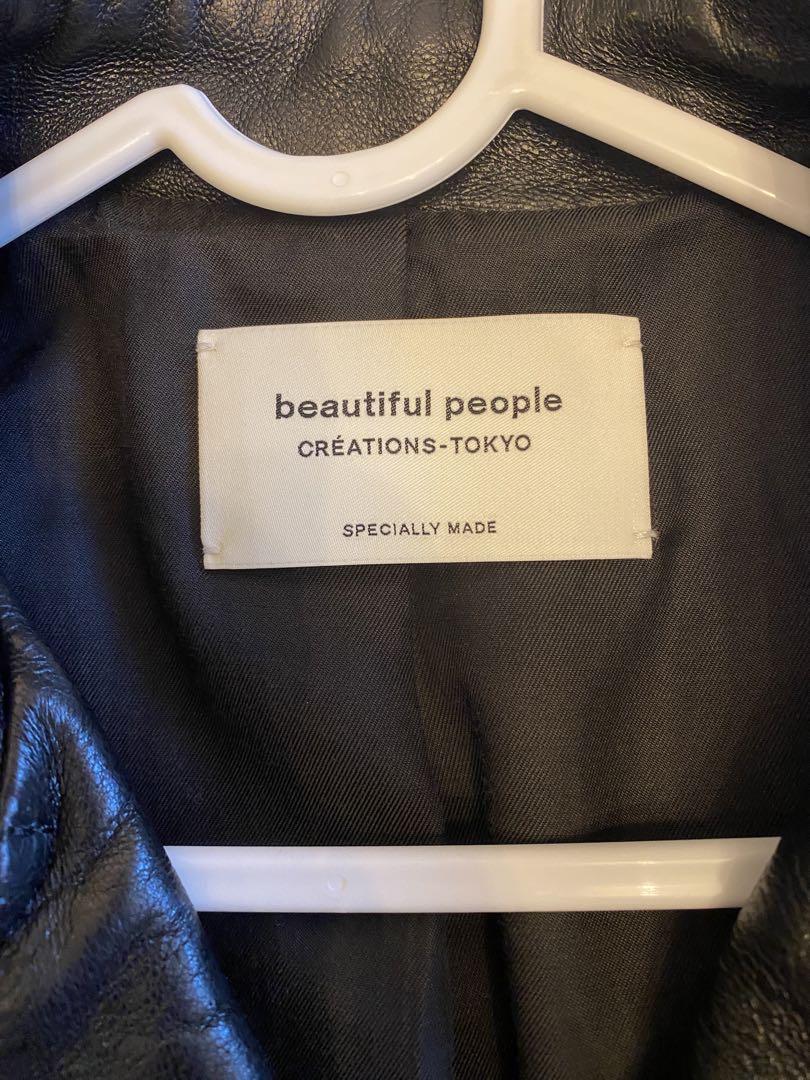 beautiful people
CRÉATIONS-TOKYO
SPECIALLY MADE